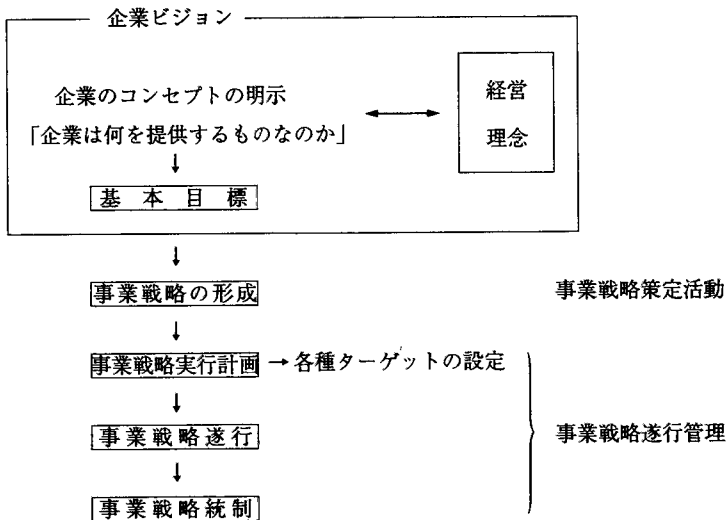 企業ビジョン
企業のコンセプトの明示
「企業は何を提供するものなのか」
経営
理念
基本目標
事業戦略の形成
事業戦略策定活動
事業戦略実行計画 → 各種ターゲットの設定
事業戦略遂行
事業戦略遂行管理
事業戦略統制